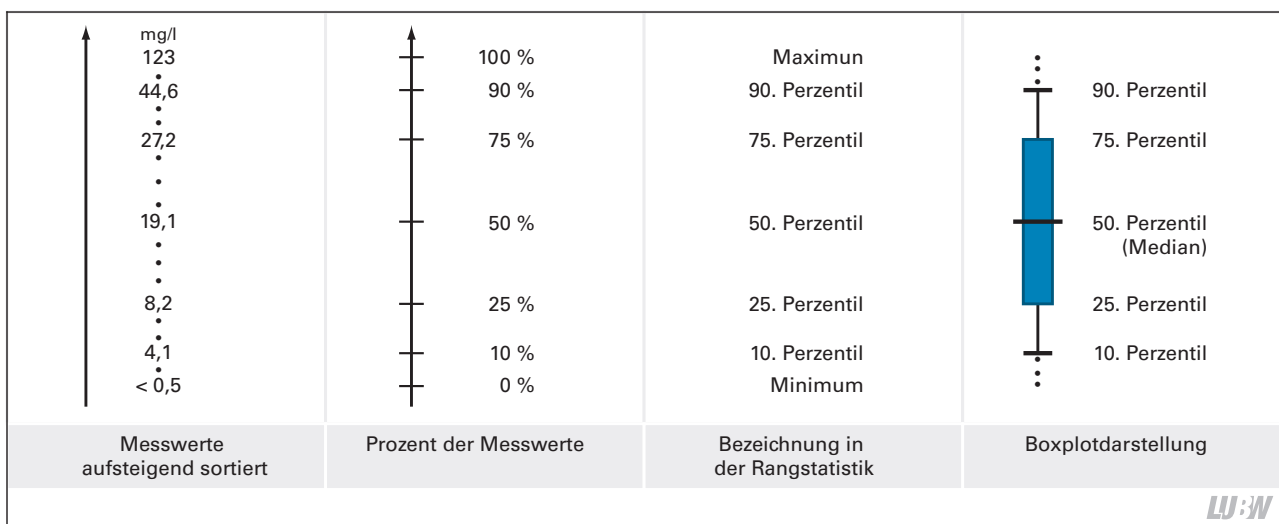 mg/l
123
44,6
27,2
19,1
8,2
4,1
< 0,5
100 %
90 %
75 %
50 %
25 %
10 %
0 %
Maximun
90. Perzentil
75. Perzentil
50. Perzentil
25. Perzentil
10. Perzentil
Minimum
90. Perzentil
75. Perzentil
50. Perzentil
(Median)
25. Perzentil
10. Perzentil
Messwerte
aufsteigend sortiert
Prozent der Messwerte
Bezeichnung in
der Rangstatistik
Boxplotdarstellung
LUBW